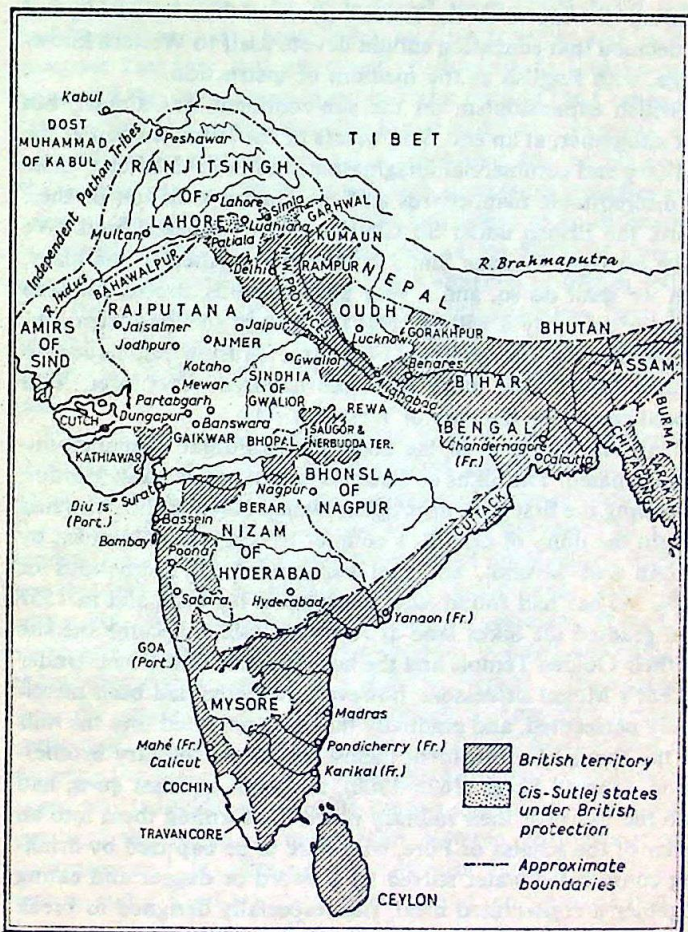 Kabul
DOST
MUHAMMAD
OF KABUL
Independent Pathan Tribes
Peshawar
TIBET
RANJITSINGH
OF
LAHORE
Lahore
Simla
Ludhiana
GARHWAL
Multan
Patiala
KUMAUN
R. Indus
BAHAWALPUR
Delhi
RAMPUR
NEPAL
R. Brahmaputra
N.W. PROVINCE
AMIRS
OF
SIND
RAJPUTANA
Jaisalmer
Jaipur
Jodhpur
AJMER
OUDH
Lucknow
GORAKHPUR
BHUTAN
ASSAM
Kotah
Mewar
Gwalior
SINDHIA
OF
GWALIOR
Benares
Allahabad
BIHAR
Partabgarh
Dungapur
Banswara
REWA
CUTCH
GAIKWAR
BHOPAL
SAUGOR &
NERBUDDA TER.
BENGAL
Chandernagore
(Fr.)
Calcutta
CHITTAGONG
BURMA
ARAKAN
KATHIAWAR
BHONSLA
OF
NAGPUR
Diu Is
(Port.)
Surat
Nagpur
BERAR
CUTTACK
Bassein
Bombay
NIZAM
OF
HYDERABAD
Poona
Satara
Hyderabad
Yanaon (Fr.)
GOA
(Port.)
MYSORE
Madras
Mahé (Fr.)
Calicut
Pondicherry (Fr.)
Karikal (Fr.)
COCHIN
TRAVANCORE
CEYLON
British territory
Cis-Sutlej states
under British
protection
Approximate
boundaries